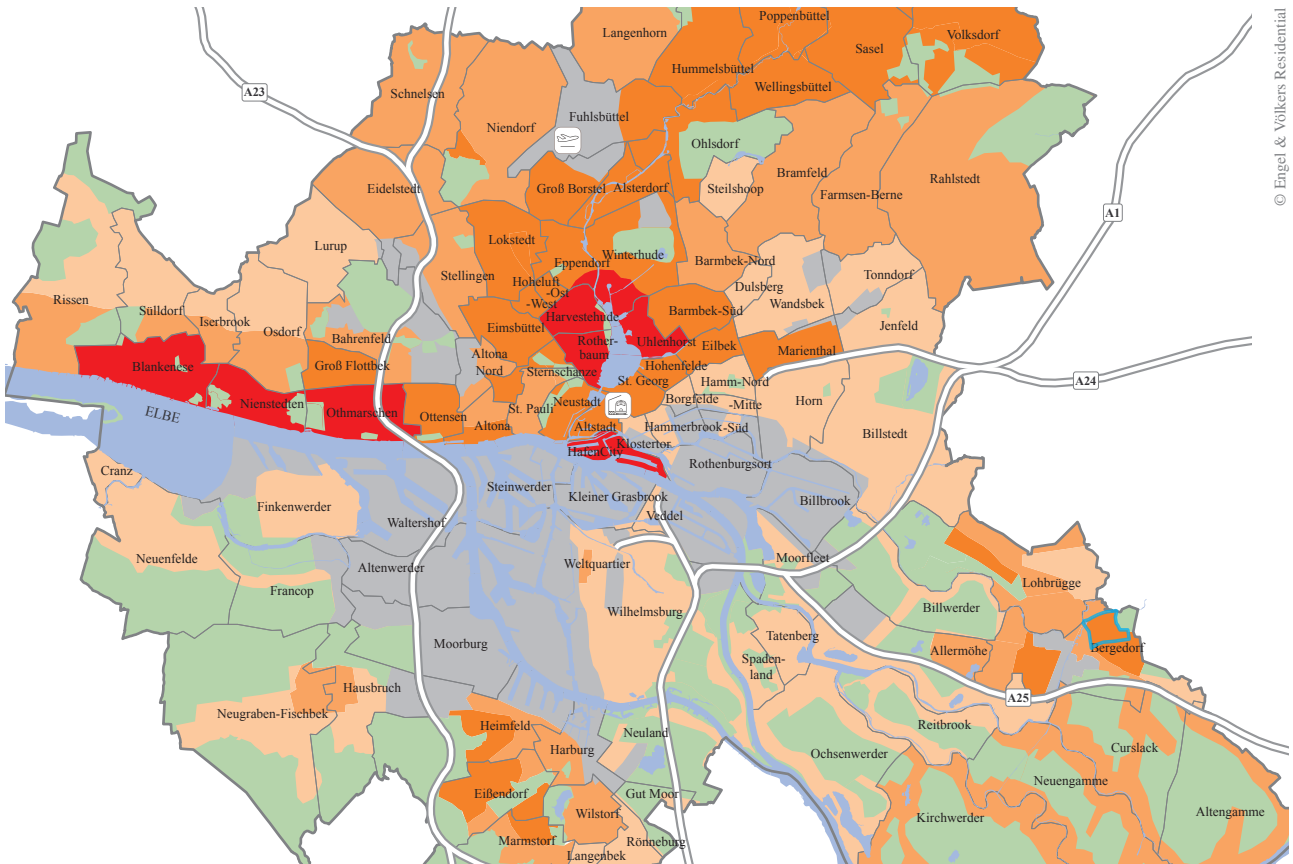 © Engel & Völkers Residential
Poppenbüttel
Langenhorn
Volksdorf
Sasel
Hummelsbüttel
Wellingsbüttel
A23
Schnelsen
Fuhlsbüttel
Niendorf
Ohlsdorf
Bramfeld
Rahlstedt
Eidelstedt
Groß Borstel
Alsterdorf
Steilshoop
Farmsen-Berne
A1
Lurup
Lokstedt
Winterhude
Eppendorf
Barmbek-Nord
Stellingen
Hoheluft
-Ost
-West
Dulsberg
Tonndorf
Wandsbek
Rissen
Sülldorf
Iserbrook
Osdorf
Bahrenfeld
Harvestehude
Eimsbüttel
Barmbek-Süd
Jenfeld
Rother-
baum
Uhlenhorst
Eilbek
Marienthal
Altona
Nord
Blankenese
Groß Flottbek
Sternschanze
Hohenfelde
St. Georg
Hamm-Nord
A24
Nienstedten
Othmarschen
Ottensen
Altona
St. Pauli
Neustadt
Borgfelde
-Mitte
Horn
ELBE
Altstadt
Hammerbrook
-Süd
Billstedt
HafenCity
Klostertor
Rothenburgsort
Cranz
Steinwerder
Kleiner Grasbrook
Billbrook
Finkenwerder
Waltershof
Veddel
Neuenfelde
Altenwerder
Weltquartier
Moorfleet
Lohbrügge
Francop
Wilhelmsburg
Billwerder
Moorburg
Tatenberg
Allermöhe
Bergedorf
Spaden-
land
Hausbruch
A25
Neugraben-Fischbek
Heimfeld
Neuland
Reitbrook
Harburg
Ochsenwerder
Curslack
Neuengamme
Eißendorf
Gut Moor
Wilstorf
Kirchwerder
Altengamme
Marmstorf
Rönneburg
Langenbek